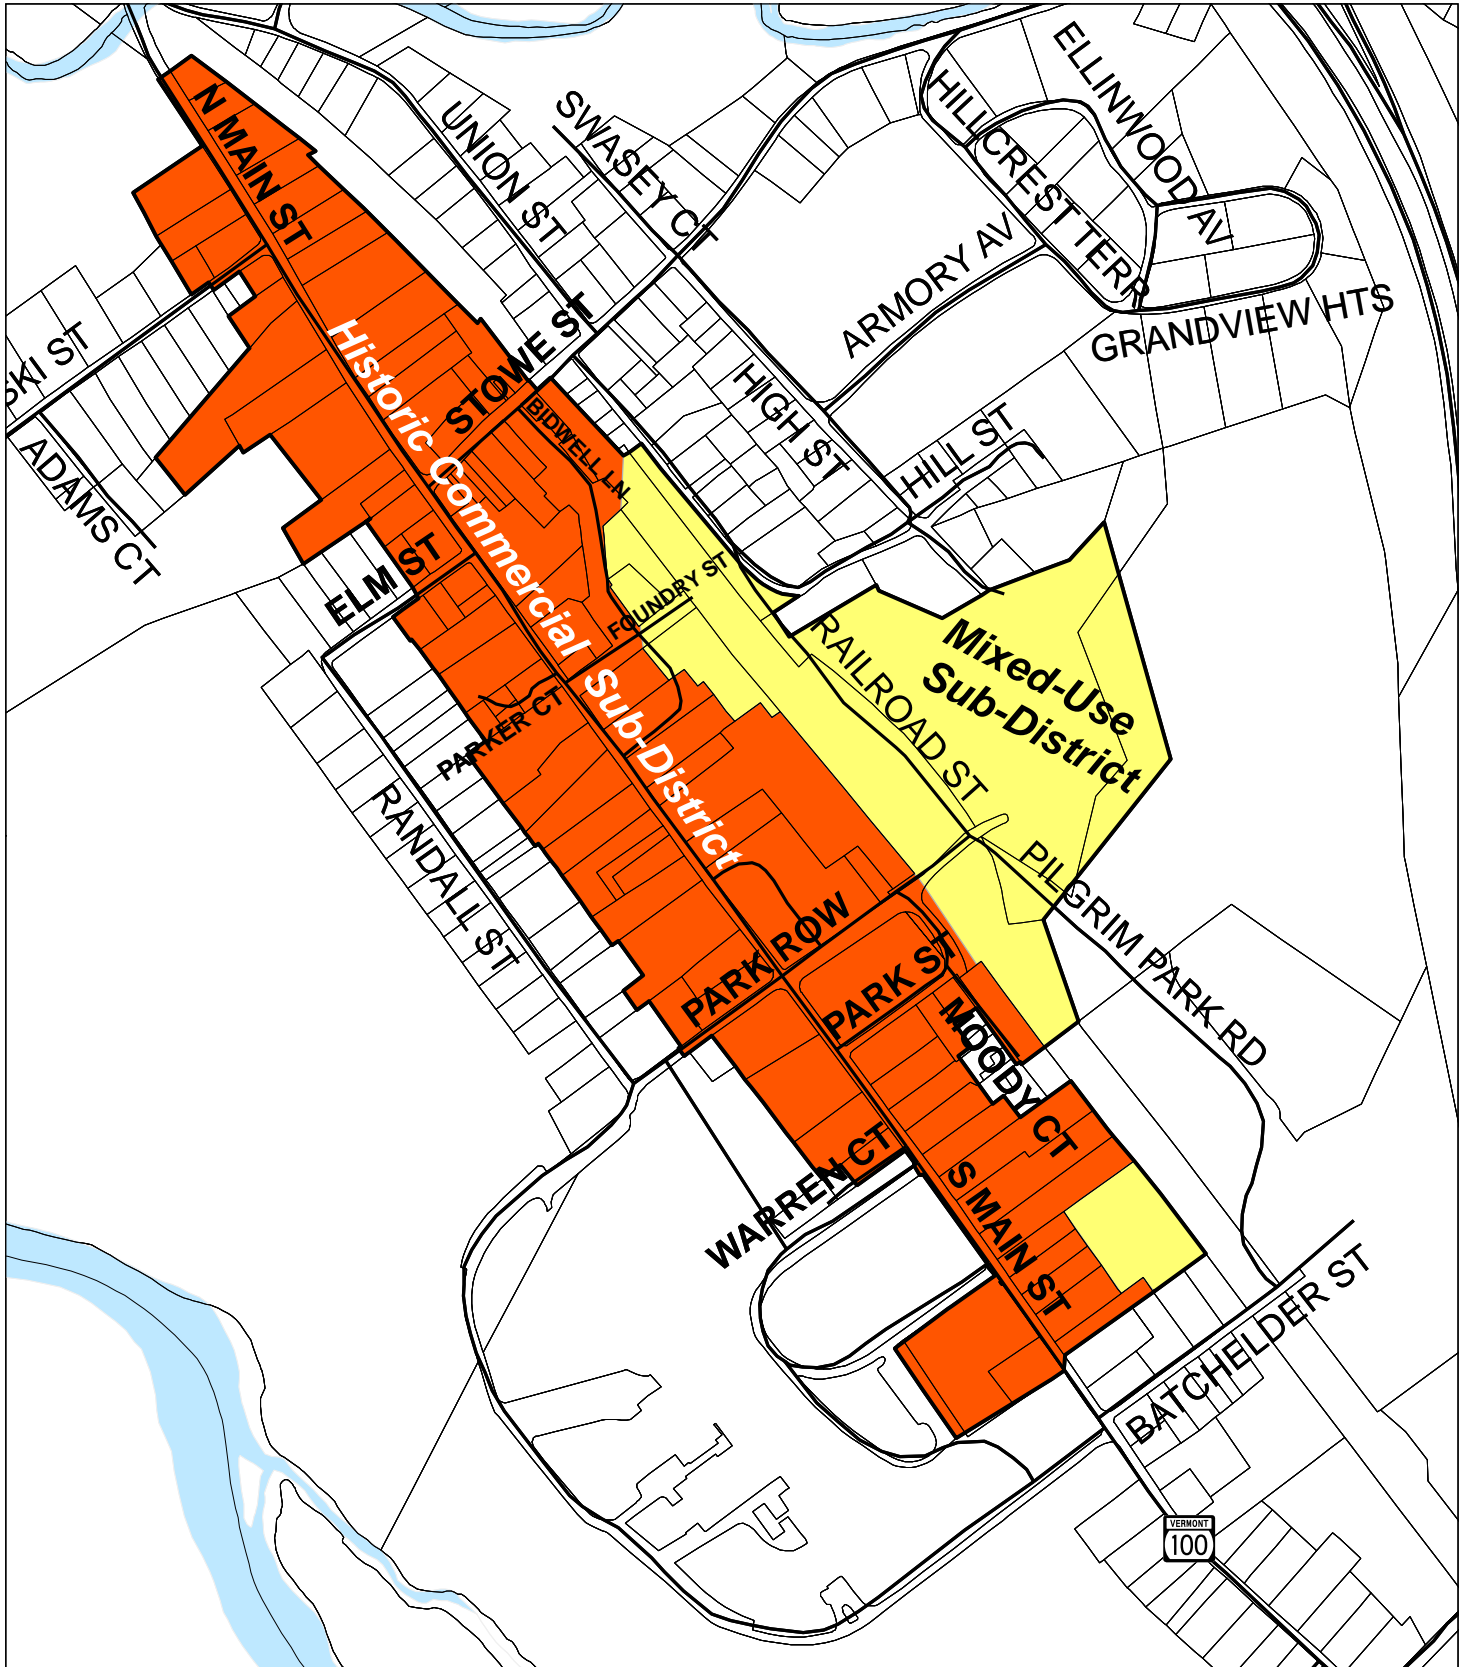 N MAIN ST
UNION ST
SWASEY CT
ELLINWOOD AV
HILLCREST TERR
ARMORY AV
GRANDVIEW HTS
SKI ST
ADAMS CT
STOWE ST
BIDWELL LN
HIGH ST
HILL ST
Historic Commercial Sub-District
ELM ST
FOUNDRY ST
PARKER CT
RANDALL ST
RAILROAD ST
Mixed-Use
Sub-District
PILGRIM PARK RD
PARK ROW
PARK ST
MOODY CT
WARREN CT
S MAIN ST
BATCHELDER ST
VERMONT
100